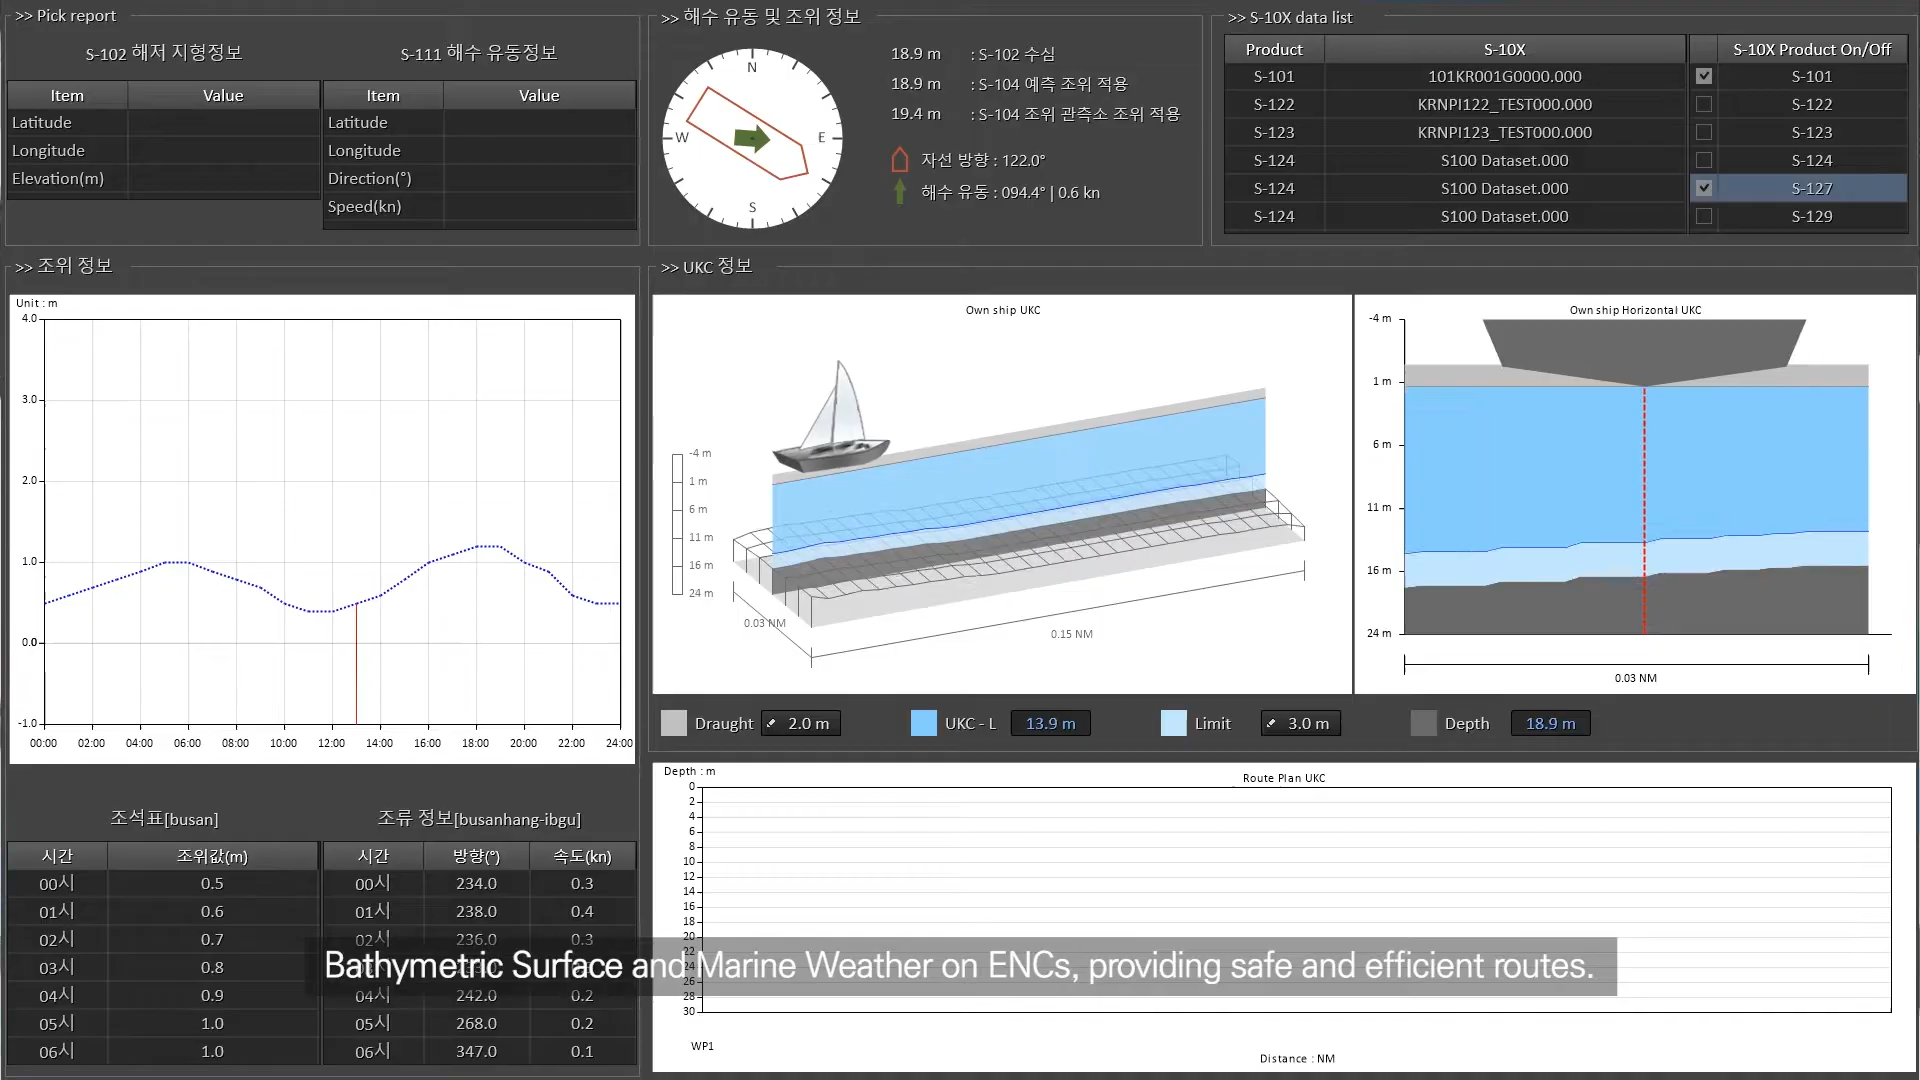 >> Pick report
S-102 해저 지형정보
S-111 해수 유동정보
Item Value
Latitude
Longitude
Elevation(m)
Item Value
Latitude
Longitude
Direction(°)
Speed(kn)
>> 해수 유동 및 조위 정보
N
W E
S
18.9 m : S-102 수심
18.9 m : S-104 예측 조위 적용
19.4 m : S-104 조위 관측소 조위 적용
자선 방향 : 122.0°
해수 유동 : 094.4° | 0.6 kn
>> S-10X data list
Product S-10X
S-101 101KR001G0000.000
S-122 KRNPI122_TEST000.000
S-123 KRNPI123_TEST000.000
S-124 S100 Dataset.000
S-124 S100 Dataset.000
S-124 S100 Dataset.000
S-10X Product On/Off
S-101
S-122
S-123
S-124
S-127
S-129
>> 조위 정보
Unit : m
4.0
3.0
2.0
1.0
0.0
-1.0
00:00 02:00 04:00 06:00 08:00 10:00 12:00 14:00 16:00 18:00 20:00 22:00 24:00
>> UKC 정보
Own ship UKC
-4 m
1 m
6 m
11 m
16 m
24 m
0.03 NM
0.15 NM
Own ship Horizontal UKC
-4 m
1 m
6 m
11 m
16 m
24 m
0.03 NM
Draught 2.0 m UKC - L 13.9 m Limit 3.0 m Depth 18.9 m
조석표[busan]
시간 조위값(m)
00시 0.5
01시 0.6
02시 0.7
03시 0.8
04시 0.9
05시 1.0
06시 1.0
조류 정보[busanhang-ibgu]
시간 방향(°) 속도(kn)
00시 234.0 0.3
01시 238.0 0.4
02시 236.0 0.3
04시 242.0 0.2
05시 268.0 0.2
06시 347.0 0.1
Depth : m
Route Plan UKC
0
2
4
6
8
10
12
14
16
18
20
22
24
26
28
30
WP1
Distance : NM
Bathymetric Surface and Marine Weather on ENCs, providing safe and efficient routes.